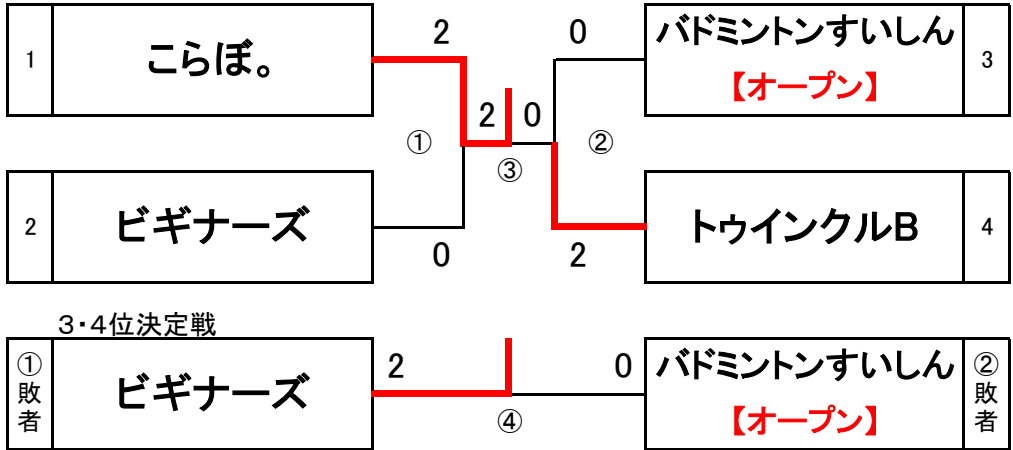 1
こらぼ。
2
0
バドミントンすいしん
【オープン】
3
2
0
①
②
③
2
ビギナーズ
0
2
トゥインクルB
4
3・4位決定戦
①敗者
ビギナーズ
2
0
バドミントンすいしん
【オープン】
②敗者
④